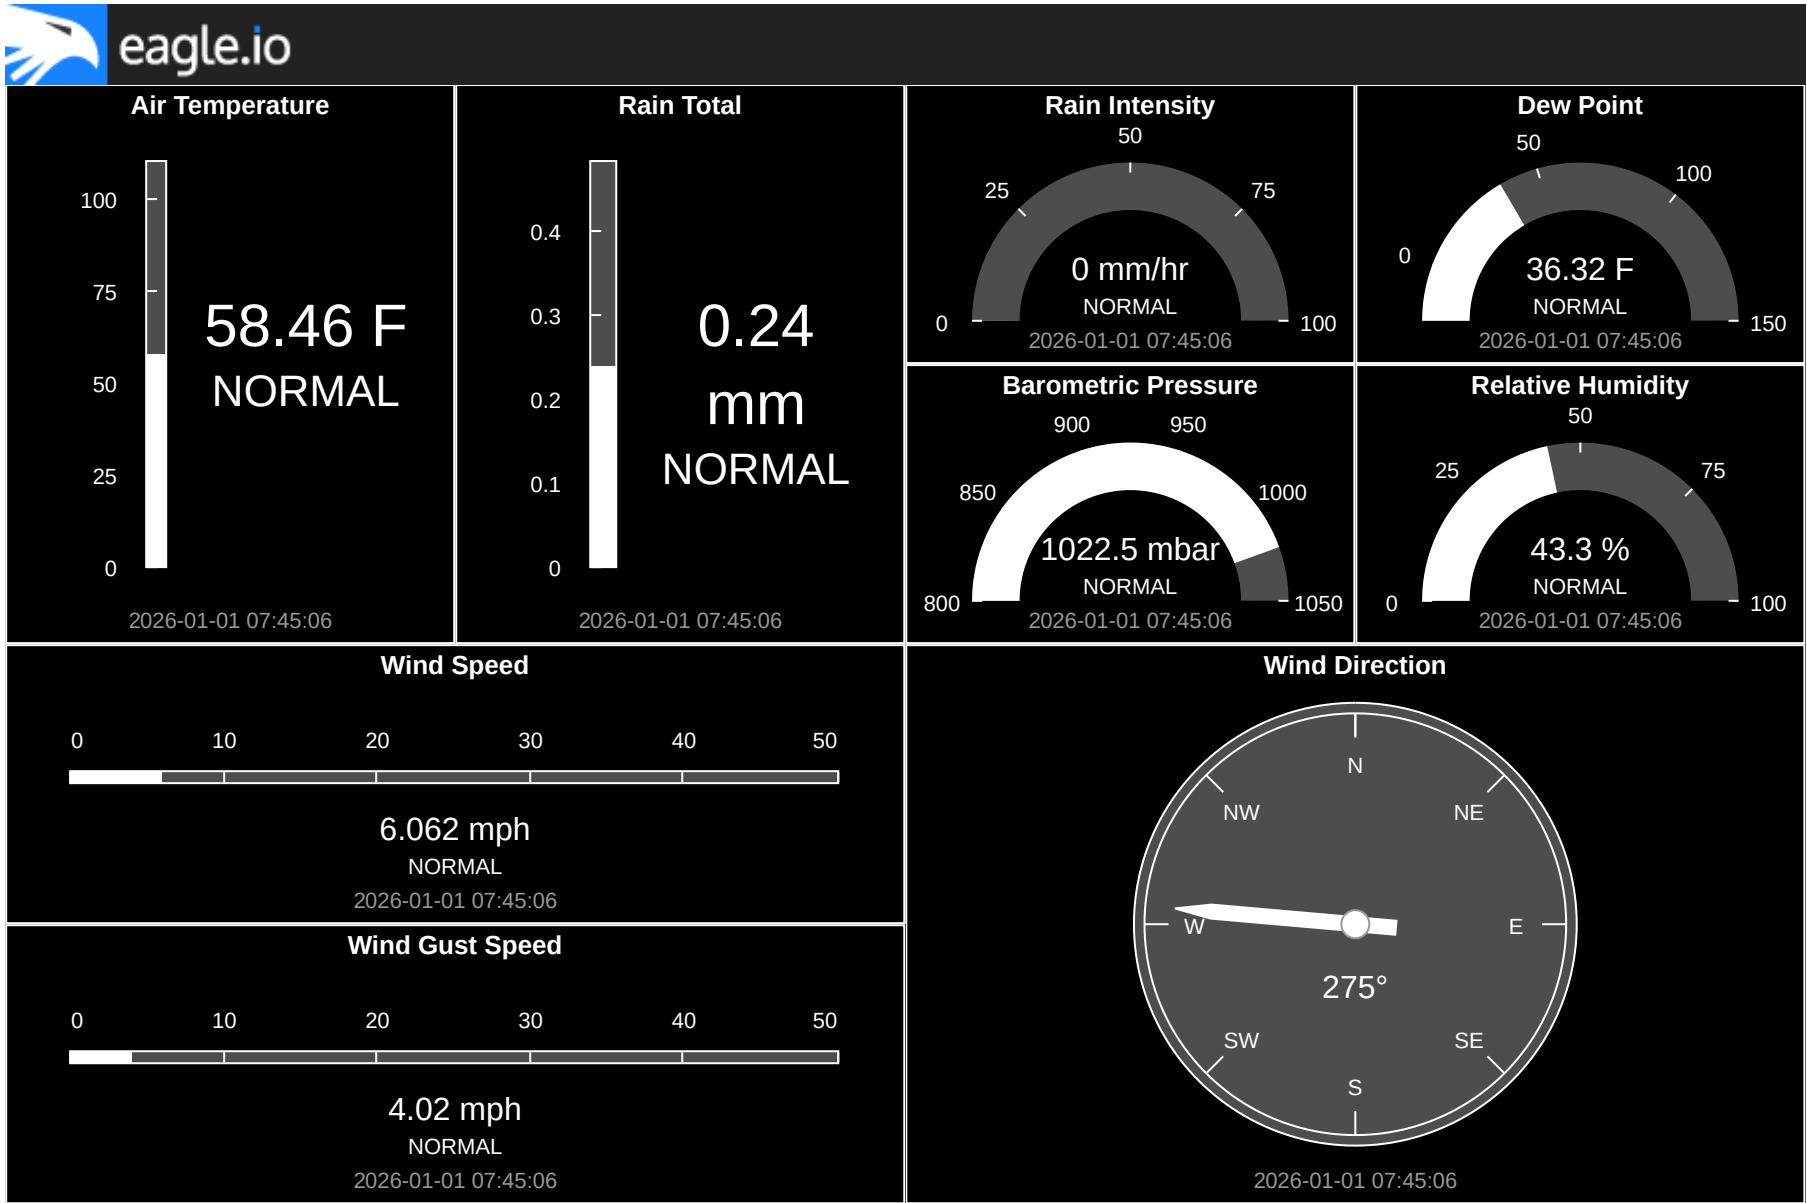 eagle.io
Air Temperature
100
75
50
25
0
58.46 F
NORMAL
2026-01-01 07:45:06
Rain Total
0.4
0.3
0.2
0.1
0
0.24
mm
NORMAL
2026-01-01 07:45:06
Rain Intensity
0
25
50
75
100
0 mm/hr
NORMAL
2026-01-01 07:45:06
Dew Point
0
50
100
150
36.32 F
NORMAL
2026-01-01 07:45:06
Barometric Pressure
800
850
900
950
1000
1050
1022.5 mbar
NORMAL
2026-01-01 07:45:06
Relative Humidity
0
25
50
75
100
43.3 %
NORMAL
2026-01-01 07:45:06
Wind Speed
0 10 20 30 40 50
6.062 mph
NORMAL
2026-01-01 07:45:06
Wind Gust Speed
0 10 20 30 40 50
4.02 mph
NORMAL
2026-01-01 07:45:06
Wind Direction
N
NW NE
W E
275°
SW SE
S
2026-01-01 07:45:06